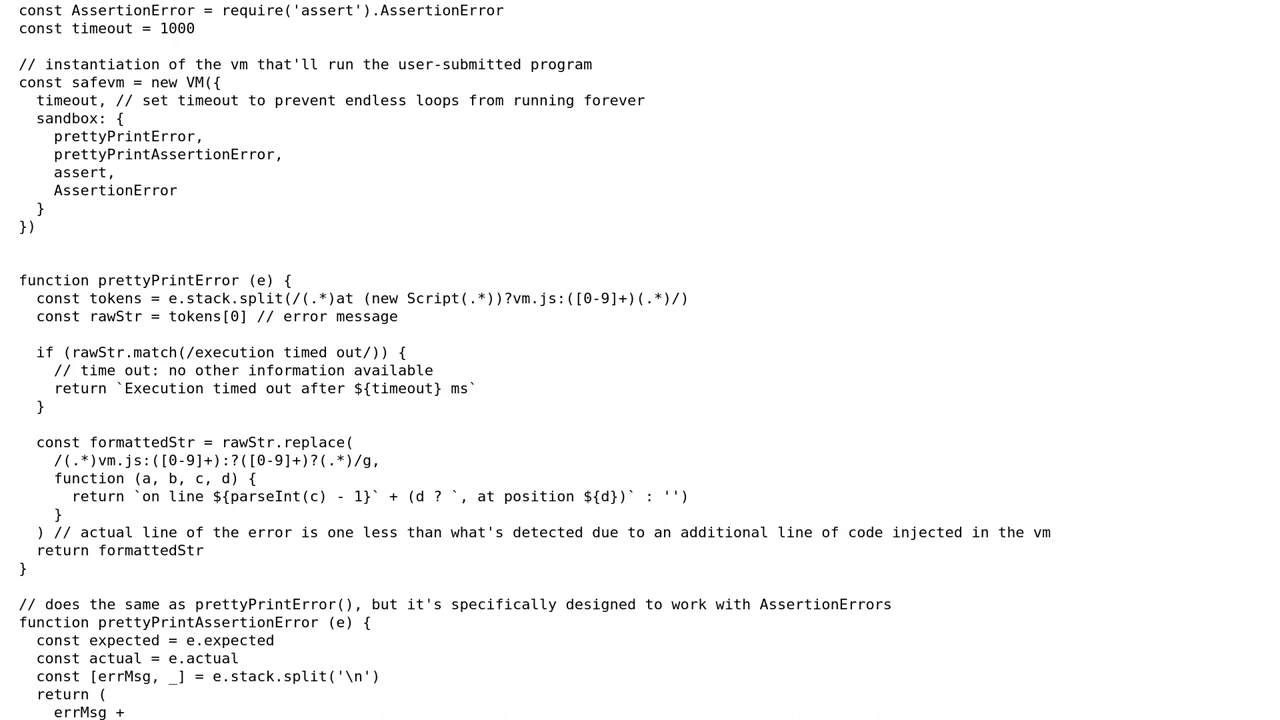 const AssertionError = require('assert').AssertionError
const timeout = 1000
// instantiation of the vm that'll run the user-submitted program
const safevm = new VM({
timeout, // set timeout to prevent endless loops from running forever
sandbox: {
prettyPrintError,
prettyPrintAssertionError,
assert,
AssertionError
}
})
function prettyPrintError (e) {
const tokens = e.stack.split(/(.*)at (new Script(.*))?vm.js:([0-9]+)(.*)/)
const rawStr = tokens[0] // error message
if (rawStr.match(/execution timed out/)) {
// time out: no other information available
return `Execution timed out after ${timeout} ms`
}
const formattedStr = rawStr.replace(
/(.*)vm.js:([0-9]+):?([0-9]+)?(.*)/g,
function (a, b, c, d) {
return `on line ${parseInt(c) - 1}` + (d ? `, at position ${d})` : '')
}
) // actual line of the error is one less than what's detected due to an additional line of code injected in the vm
return formattedStr
}
// does the same as prettyPrintError(), but it's specifically designed to work with AssertionErrors
function prettyPrintAssertionError (e) {
const expected = e.expected
const actual = e.actual
const [errMsg, _] = e.stack.split('\n')
return (
errMsg +